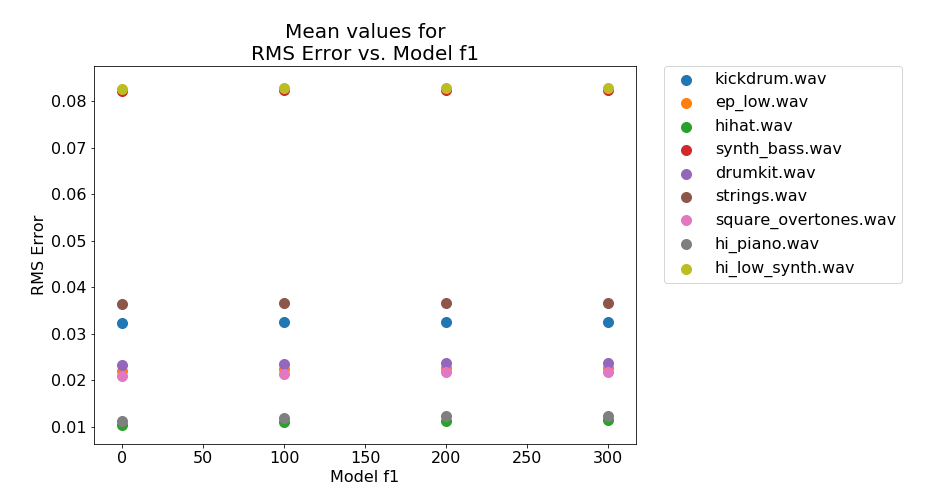 Mean values for
RMS Error vs. Model f1
RMS Error
0.08
0.07
0.06
0.05
0.04
0.03
0.02
0.01
0 50 100 150 200 250 300
Model f1
kickdrum.wav
ep_low.wav
hihat.wav
synth_bass.wav
drumkit.wav
strings.wav
square_overtones.wav
hi_piano.wav
hi_low_synth.wav